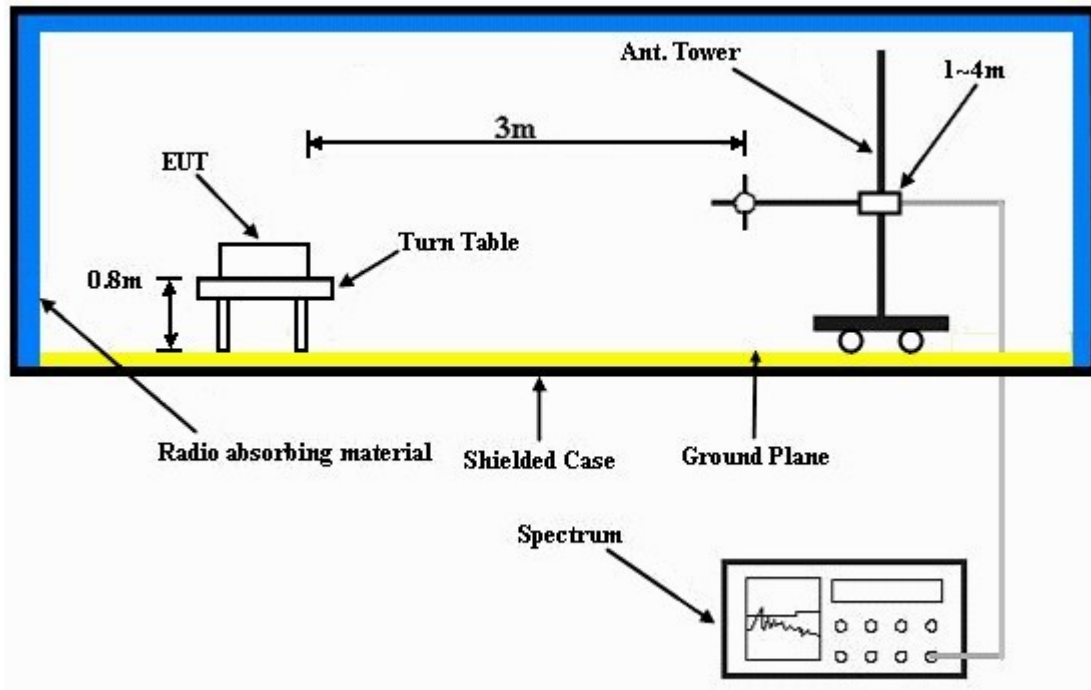 Ant. Tower
1~4m
3m
EUT
Turn Table
0.8m
Radio absorbing material
Shielded Case
Ground Plane
Spectrum